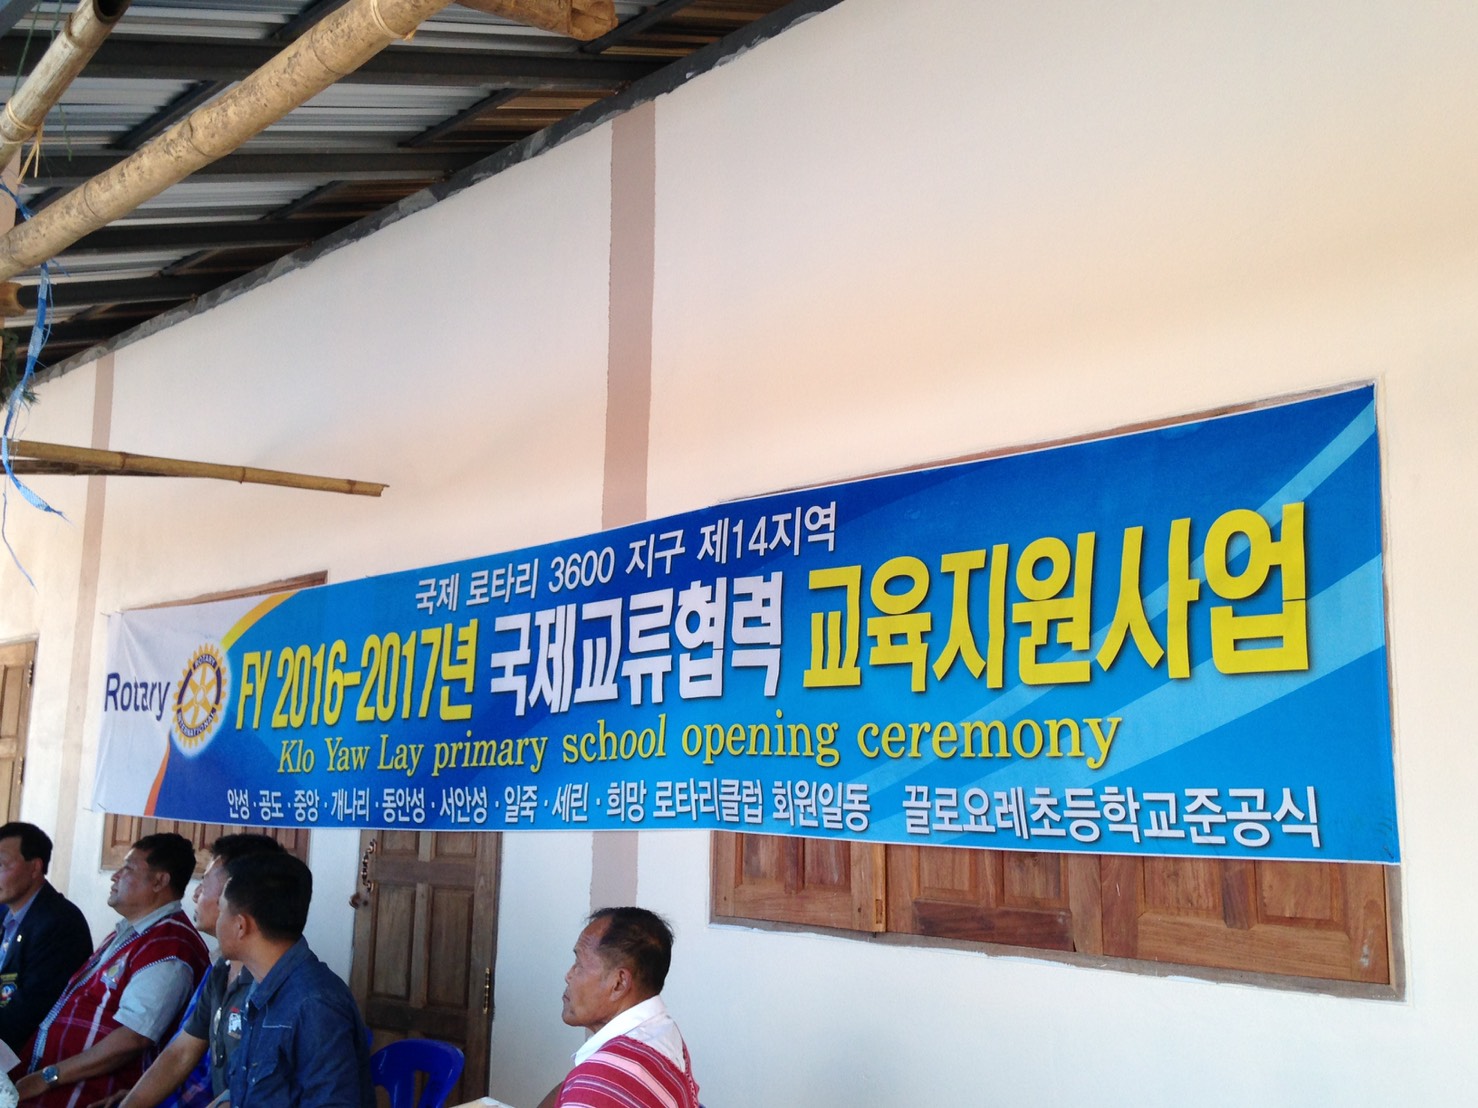 국제 로타리 3600 지구 제14지역
Rotary
ROTARY INTERNATIONAL
FY 2016-2017년 국제교류협력 교육지원사업
Klo Yaw Lay primary school opening ceremony
안성·공도·중앙·개나리·동안성·서안성·일죽·세린·희망 로타리클럽 회원일동 끌로요레초등학교준공식